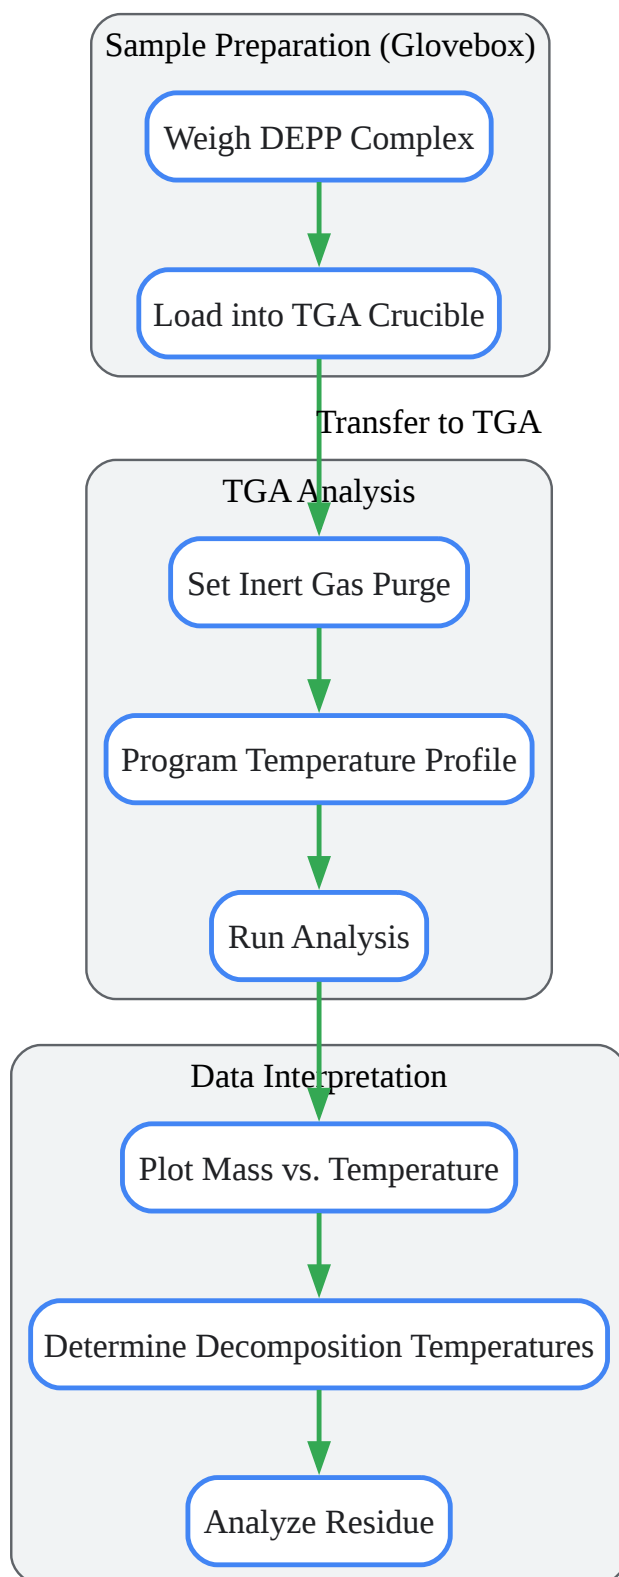 Sample Preparation (Glovebox)
Weigh DEPP Complex
Load into TGA Crucible
Transfer to TGA
TGA Analysis
Set Inert Gas Purge
Program Temperature Profile
Run Analysis
Data Interpretation
Plot Mass vs. Temperature
Determine Decomposition Temperatures
Analyze Residue